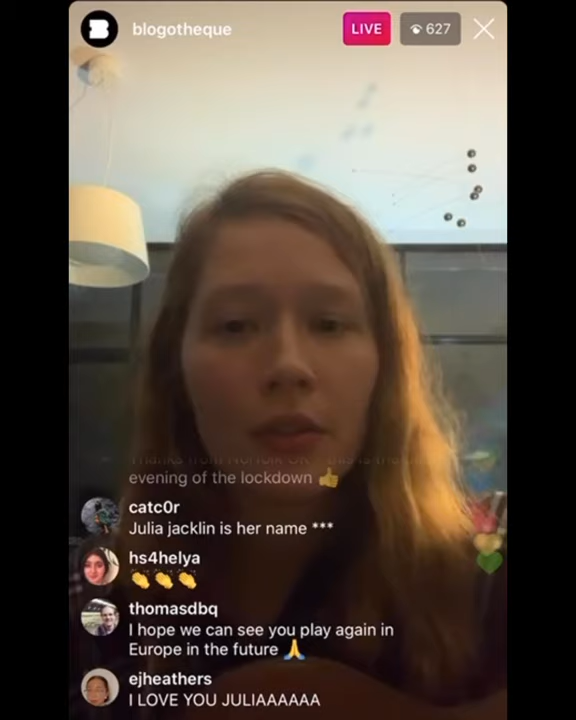 blogotheque
LIVE
627
evening of the lockdown 👍
catc0r
Julia jacklin is her name ***
hs4helya
👏👏👏
thomasdbq
I hope we can see you play again in
Europe in the future 🙏
ejheathers
I LOVE YOU JULIAAAAAA